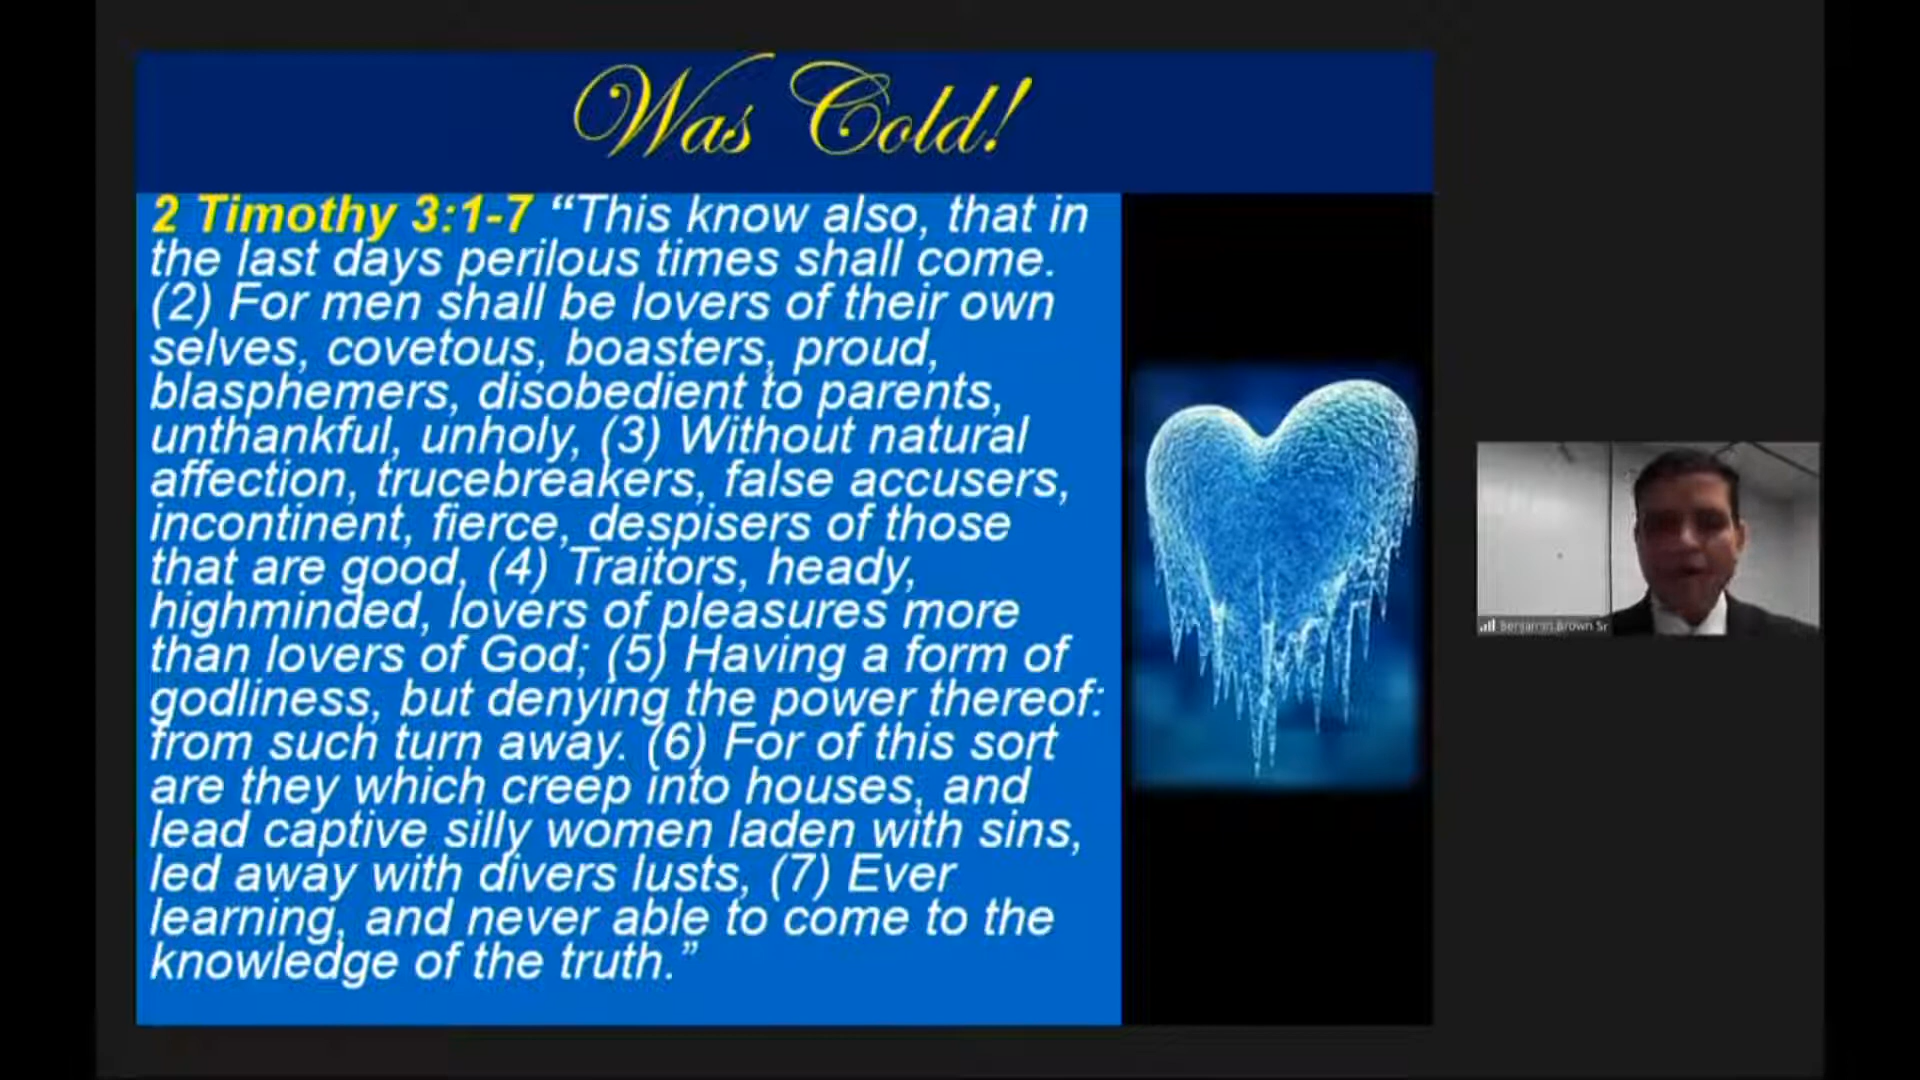 Was Cold!
2 Timothy 3:1-7 “This know also, that in
the last days perilous times shall come.
(2) For men shall be lovers of their own
selves, covetous, boasters, proud,
blasphemers, disobedient to parents,
unthankful, unholy, (3) Without natural
affection, trucebreakers, false accusers,
incontinent, fierce, despisers of those
that are good, (4) Traitors, heady,
highminded, lovers of pleasures more
than lovers of God; (5) Having a form of
godliness, but denying the power thereof:
from such turn away. (6) For of this sort
are they which creep into houses, and
lead captive silly women laden with sins,
led away with divers lusts, (7) Ever
learning, and never able to come to the
knowledge of the truth.”
Benjamin Brown Sr